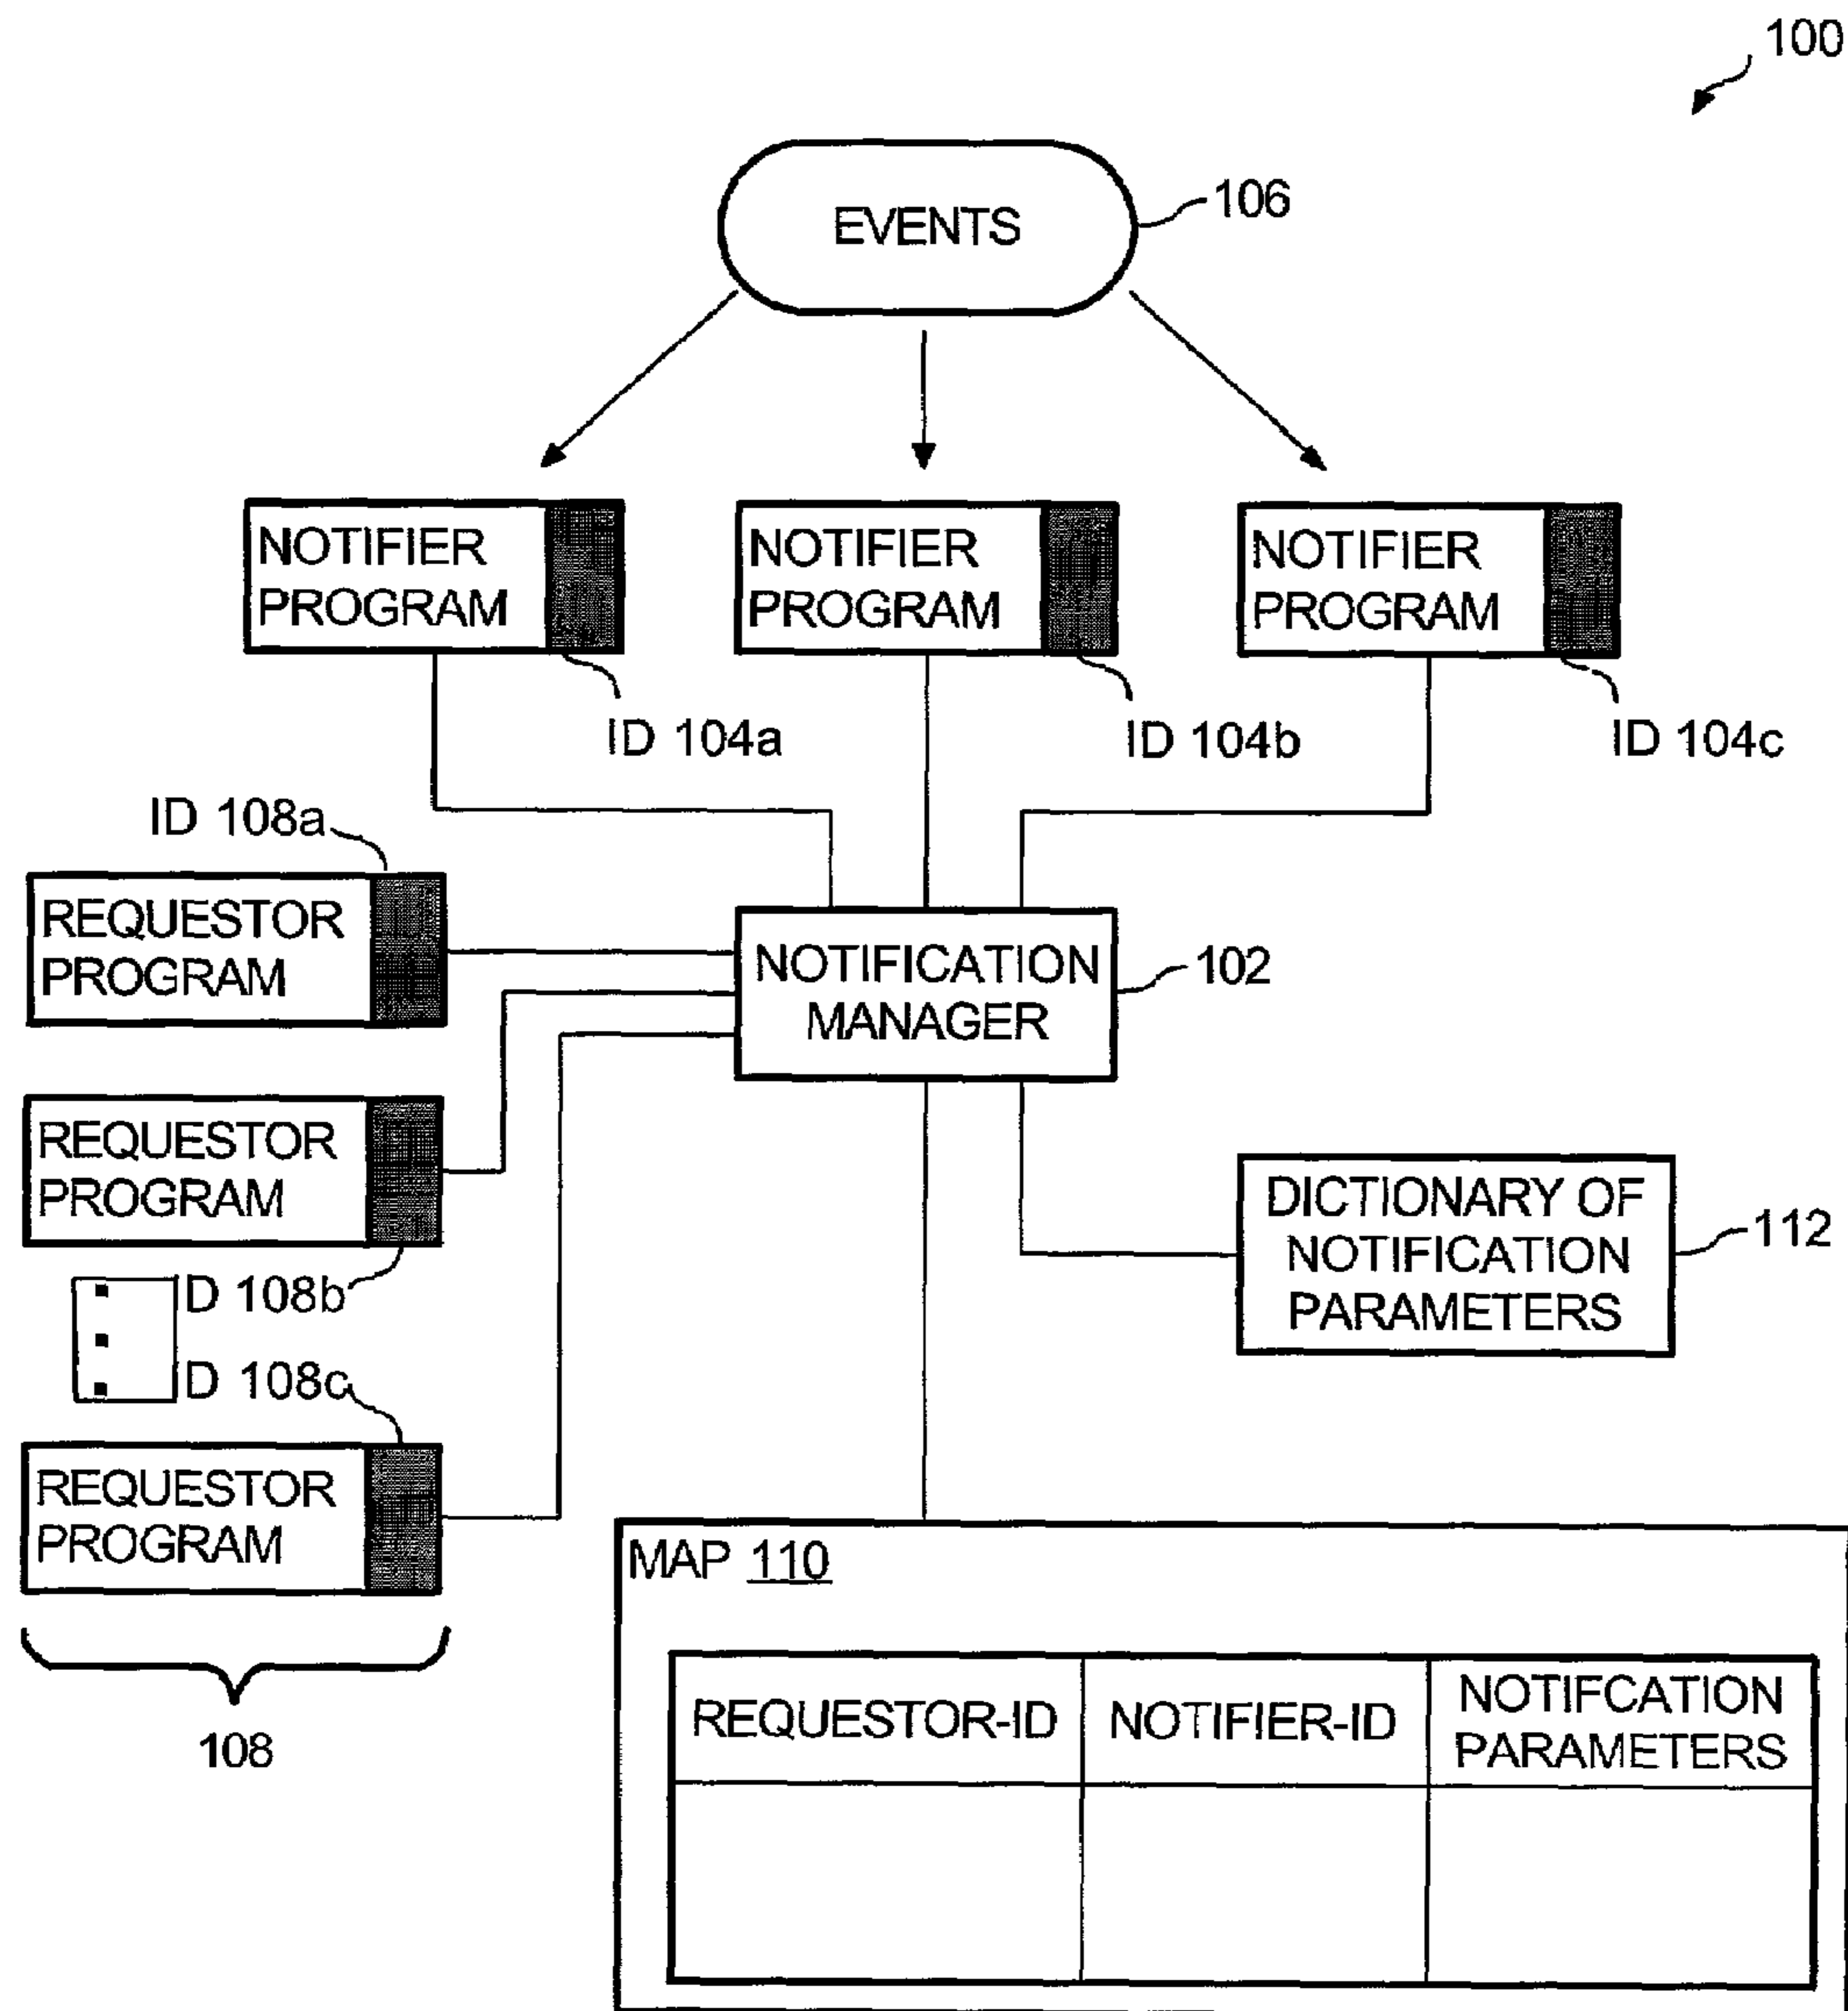 100
EVENTS
106
NOTIFIER
PROGRAM
NOTIFIER
PROGRAM
NOTIFIER
PROGRAM
ID 104a
ID 104b
ID 104c
ID 108a
REQUESTOR
PROGRAM
NOTIFICATION
MANAGER
102
REQUESTOR
PROGRAM
DICTIONARY OF
NOTIFICATION
PARAMETERS
112
D 108b
D 108c
REQUESTOR
PROGRAM
108
MAP 110
REQUESTOR-ID
NOTIFIER-ID
NOTIFCATION
PARAMETERS